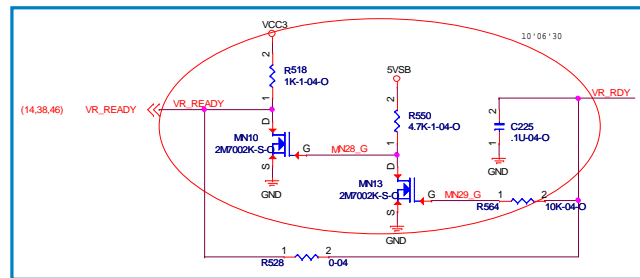 VCC3
10'06'30
2
R518
1K-1-04-O
1
5VSB
2
R550
4.7K-1-04-O
1
(14,38,46)
VR_READY
VR_READY
VR_RDY
2
C225
.1U-04-O
1
GND
D
MN10
2M7002K-S-O
G
MN28_G
S
GND
D
MN13
2M7002K-S-O
G
MN29_G
1
2
R564
10K-04-O
S
GND
1
2
R528
0-04